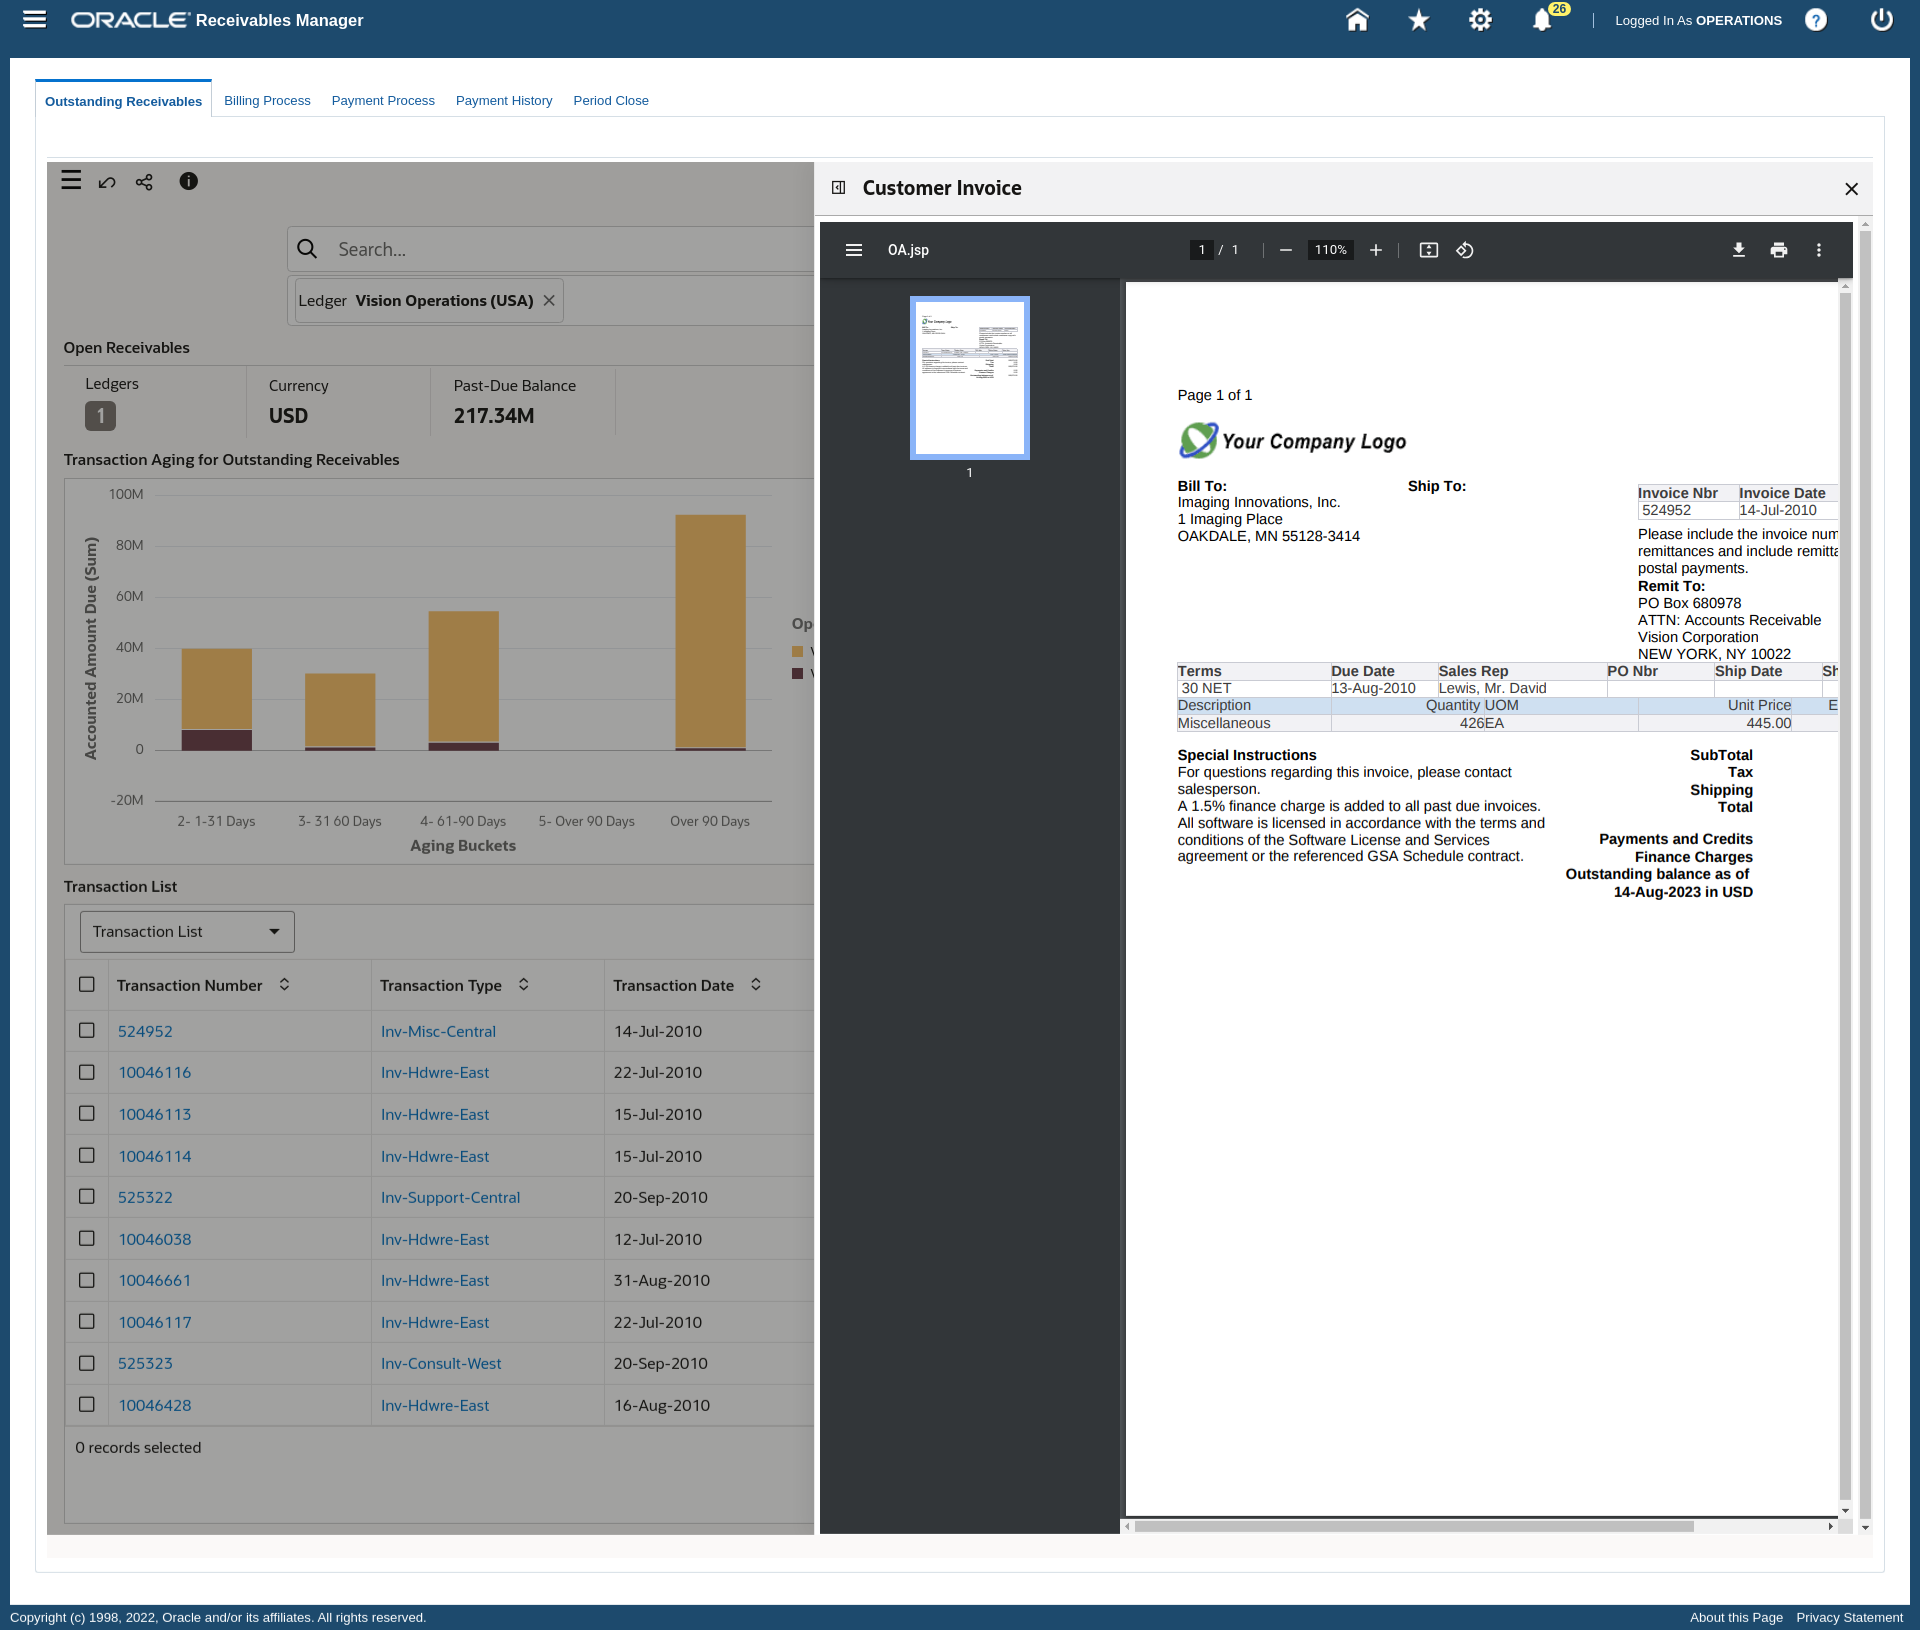 ORACLE® Receivables Manager
26
Logged In As OPERATIONS
?
Outstanding Receivables
Billing Process
Payment Process
Payment History
Period Close
Search...
Ledger Vision Operations (USA)
Open Receivables
Ledgers
1
Currency
USD
Past-Due Balance
217.34M
Transaction Aging for Outstanding Receivables
Accounted Amount Due (Sum)
100M
80M
60M
40M
20M
0
-20M
2- 1-31 Days
3- 31 60 Days
4- 61-90 Days
5- Over 90 Days
Over 90 Days
Aging Buckets
Op
Transaction List
Transaction List
Transaction Number Transaction Type Transaction Date
524952 Inv-Misc-Central 14-Jul-2010
10046116 Inv-Hdwre-East 22-Jul-2010
10046113 Inv-Hdwre-East 15-Jul-2010
10046114 Inv-Hdwre-East 15-Jul-2010
525322 Inv-Support-Central 20-Sep-2010
10046038 Inv-Hdwre-East 12-Jul-2010
10046661 Inv-Hdwre-East 31-Aug-2010
10046117 Inv-Hdwre-East 22-Jul-2010
525323 Inv-Consult-West 20-Sep-2010
10046428 Inv-Hdwre-East 16-Aug-2010
0 records selected
Customer Invoice
OA.jsp
1 / 1
110%
1
Page 1 of 1
Your Company Logo
Bill To:
Imaging Innovations, Inc.
1 Imaging Place
OAKDALE, MN 55128-3414
Ship To:
Invoice Nbr Invoice Date
524952 14-Jul-2010
Please include the invoice num
remittances and include remitta
postal payments.
Remit To:
PO Box 680978
ATTN: Accounts Receivable
Vision Corporation
NEW YORK, NY 10022
Terms Due Date Sales Rep PO Nbr Ship Date Sh
30 NET 13-Aug-2010 Lewis, Mr. David
Description Quantity UOM Unit Price E
Miscellaneous 426 EA 445.00
Special Instructions
For questions regarding this invoice, please contact
salesperson.
A 1.5% finance charge is added to all past due invoices.
All software is licensed in accordance with the terms and
conditions of the Software License and Services
agreement or the referenced GSA Schedule contract.
SubTotal
Tax
Shipping
Total
Payments and Credits
Finance Charges
Outstanding balance as of
14-Aug-2023 in USD
Copyright (c) 1998, 2022, Oracle and/or its affiliates. All rights reserved.
About this Page
Privacy Statement